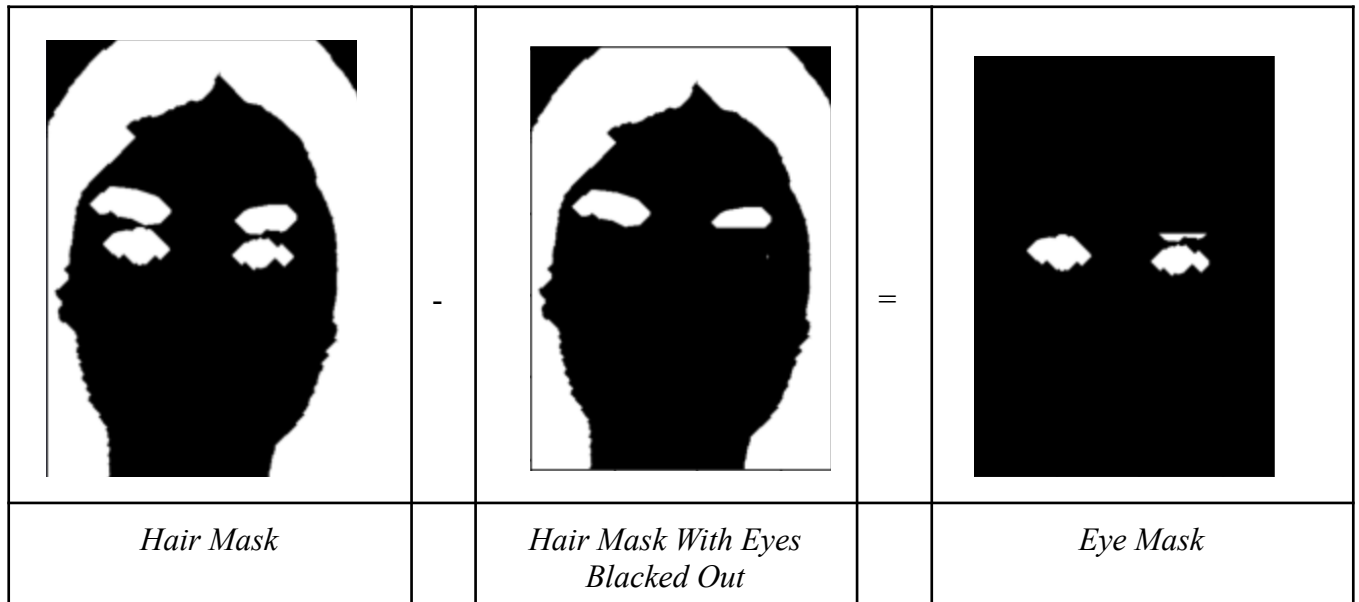 -
=
Hair Mask
Hair Mask With Eyes
Blacked Out
Eye Mask